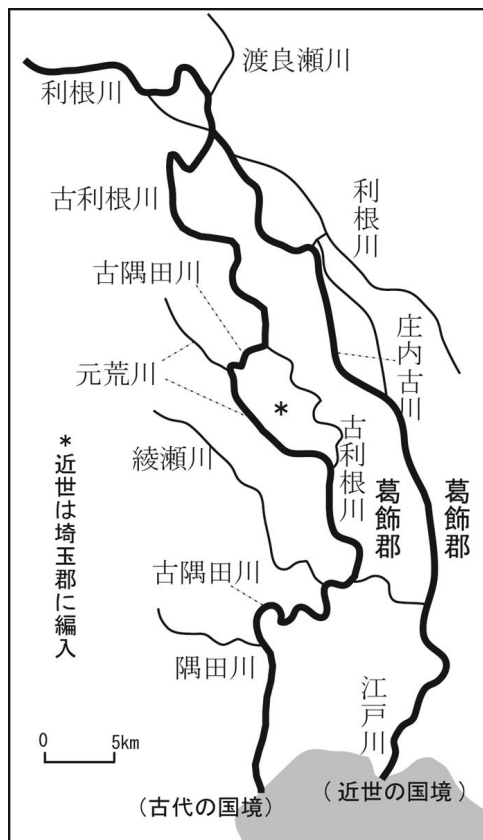 渡良瀬川
利根川
古利根川
利根川
古隅田川
庄内古川
元荒川
*
古利根川
綾瀬川
*近世は埼玉郡に編入
葛飾郡
葛飾郡
古隅田川
隅田川
江戸川
0 5km
(古代の国境)
(近世の国境)